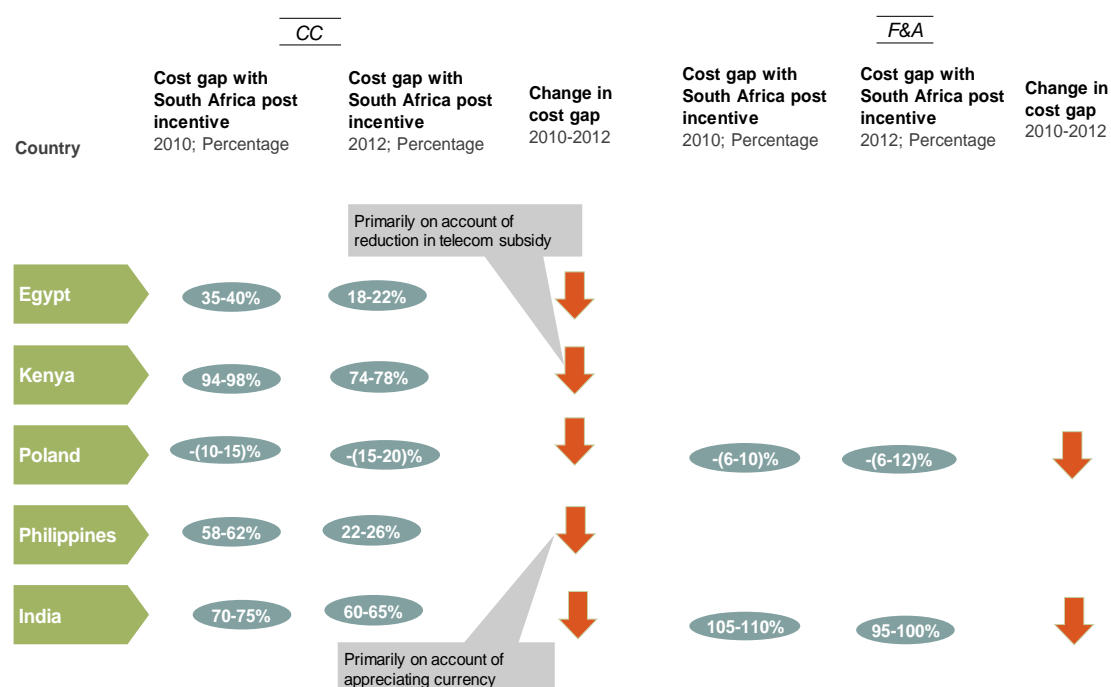 CC
F&A
Country
Cost gap with
South Africa post
incentive
2010; Percentage
Cost gap with
South Africa post
incentive
2012; Percentage
Change in
cost gap
2010-2012
Cost gap with
South Africa post
incentive
2010; Percentage
Cost gap with
South Africa post
incentive
2012; Percentage
Change in
cost gap
2010-2012
Primarily on account of
reduction in telecom subsidy
Egypt
35-40%
18-22%
Kenya
94-98%
74-78%
Poland
-(10-15)%
-(15-20)%
-(6-10)%
-(6-12)%
Philippines
58-62%
22-26%
India
70-75%
60-65%
105-110%
95-100%
Primarily on account of
appreciating currency